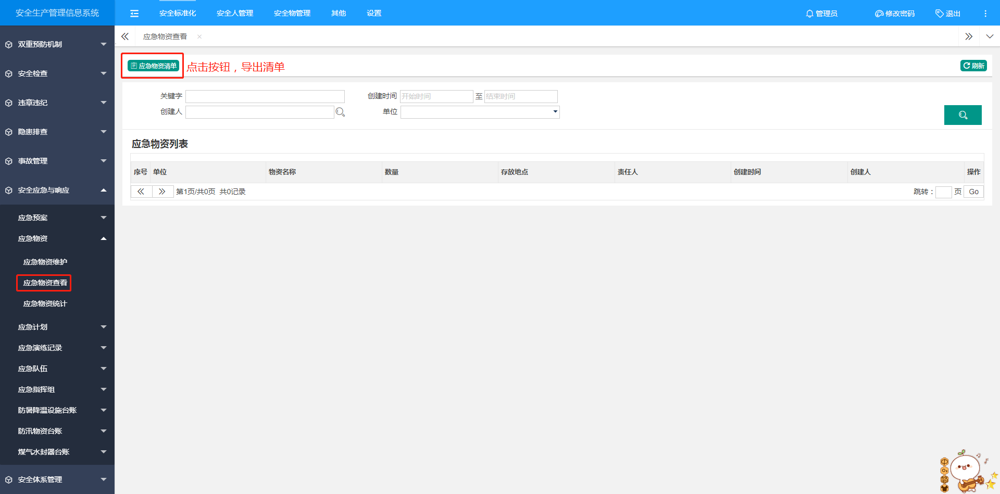 安全生产管理信息系统
安全标准化 安全人管理 安全物管理 其他 设置
管理员 修改密码 退出
应急物资查看
双重预防机制
安全检查
违章违纪
隐患排查
事故管理
安全应急与响应
应急预案
应急物资
应急物资维护
应急物资查看
应急物资统计
应急计划
应急演练记录
应急队伍
应急指挥组
防暑降温设施台账
防汛物资台账
煤气水封器台账
安全体系管理
应急物资清单 点击按钮，导出清单
刷新
关键字 创建时间 开始时间 至 结束时间
创建人 单位
应急物资列表
序号 单位 物资名称 数量 存放地点 责任人 创建时间 创建人 操作
第1页/共0页 共0记录
跳转： 页 Go
中
简